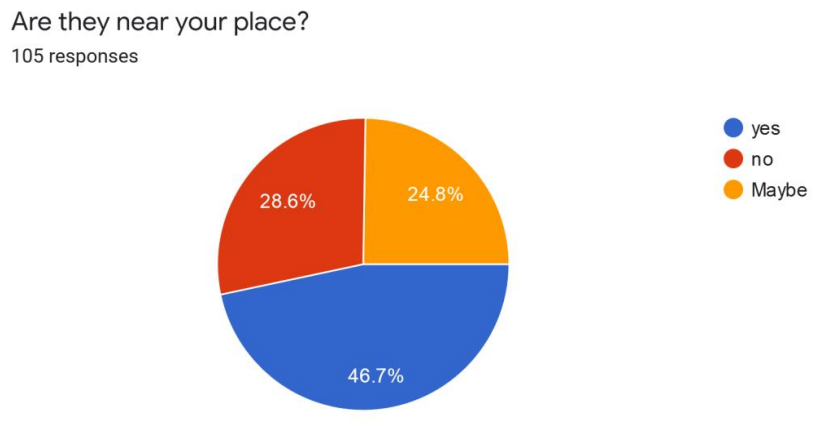 Are they near your place?
105 responses
yes
no
Maybe
28.6%
24.8%
46.7%